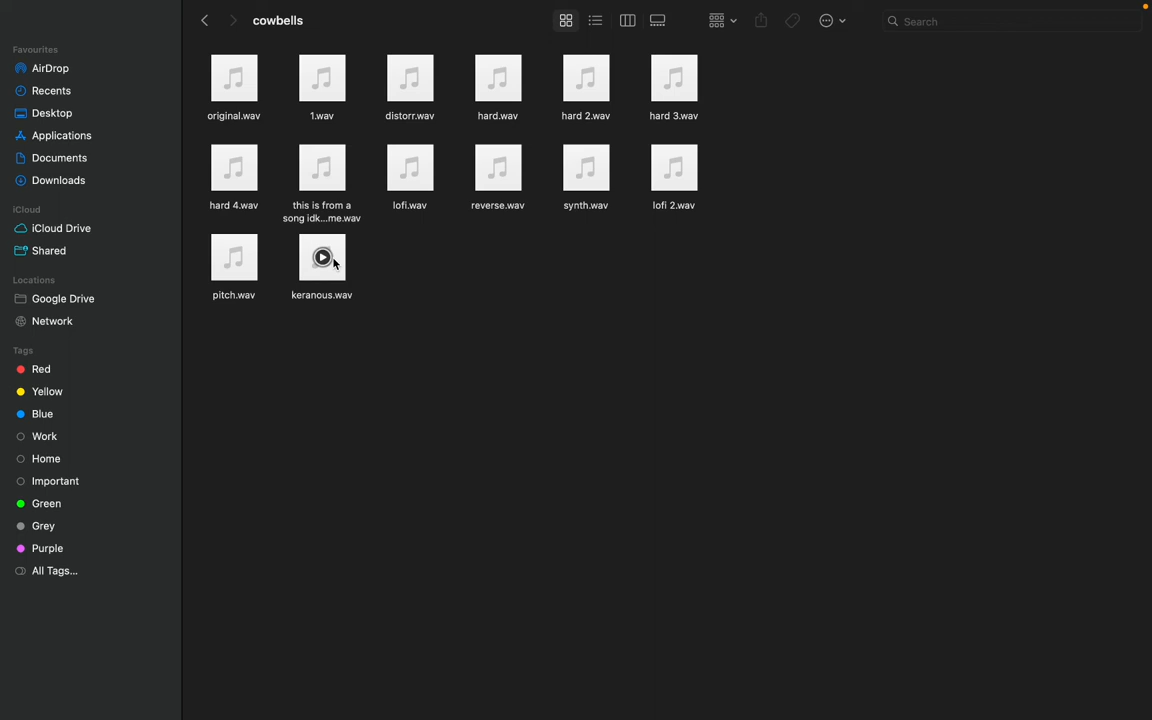 cowbells
Search
Favourites
AirDrop
Recents
Desktop
Applications
Documents
Downloads
iCloud
iCloud Drive
Shared
Locations
Google Drive
Network
Tags
Red
Yellow
Blue
Work
Home
Important
Green
Grey
Purple
All Tags...
original.wav
1.wav
distorr.wav
hard.wav
hard 2.wav
hard 3.wav
hard 4.wav
this is from a
song idk...me.wav
lofi.wav
reverse.wav
synth.wav
lofi 2.wav
pitch.wav
keranous.wav